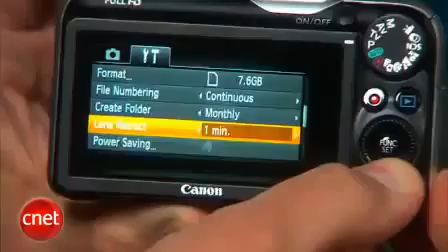 FULL HD
ON/OFF
Format... 7.6GB
File Numbering Continuous
Create Folder Monthly
Lens Retract 1 min.
Power Saving...
FUNC
SET
Canon
cnet